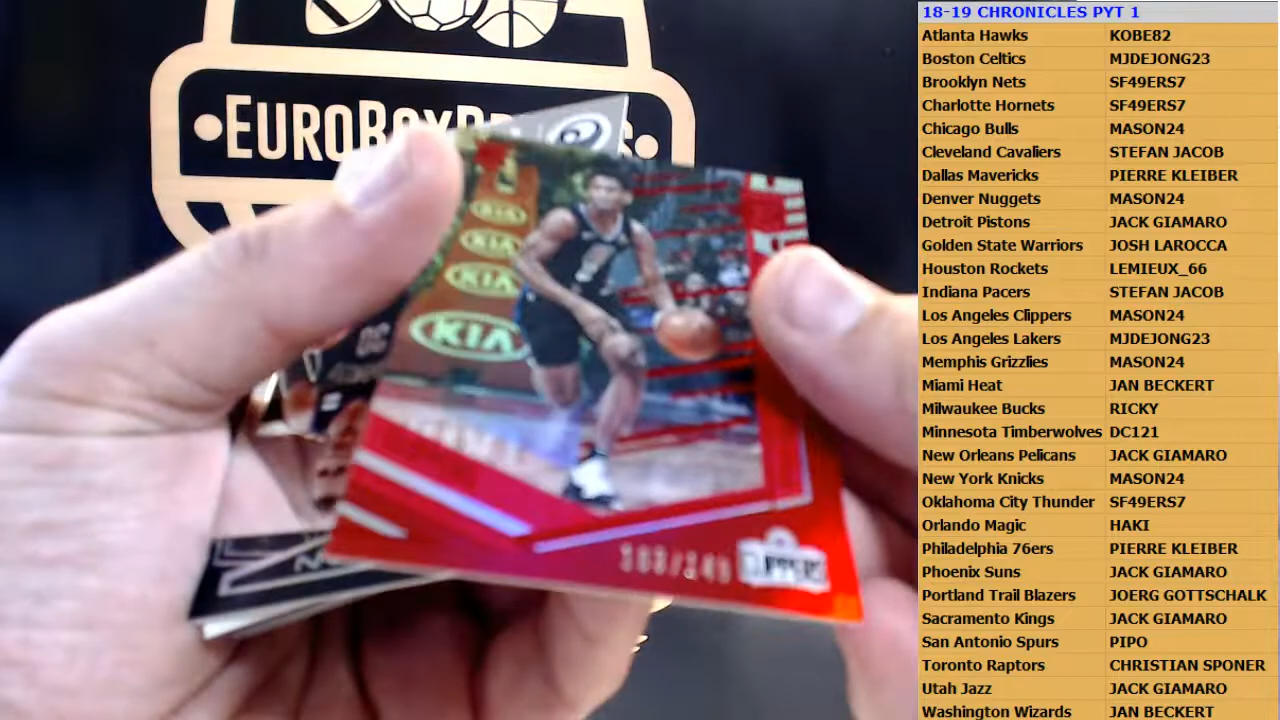 18-19 CHRONICLES PYT 1
Atlanta Hawks KOBE82
Boston Celtics MJDEJONG23
Brooklyn Nets SF49ERS7
Charlotte Hornets SF49ERS7
Chicago Bulls MASON24
Cleveland Cavaliers STEFAN JACOB
Dallas Mavericks PIERRE KLEIBER
Denver Nuggets MASON24
Detroit Pistons JACK GIAMARO
Golden State Warriors JOSH LAROCCA
Houston Rockets LEMIEUX_66
Indiana Pacers STEFAN JACOB
Los Angeles Clippers MASON24
Los Angeles Lakers MJDEJONG23
Memphis Grizzlies MASON24
Miami Heat JAN BECKERT
Milwaukee Bucks RICKY
Minnesota Timberwolves DC121
New Orleans Pelicans JACK GIAMARO
New York Knicks MASON24
Oklahoma City Thunder SF49ERS7
Orlando Magic HAKI
Philadelphia 76ers PIERRE KLEIBER
Phoenix Suns JACK GIAMARO
Portland Trail Blazers JOERG GOTTSCHALK
Sacramento Kings JACK GIAMARO
San Antonio Spurs PIPO
Toronto Raptors CHRISTIAN SPONER
Utah Jazz JACK GIAMARO
Washington Wizards JAN BECKERT
KIA
KIA
KIA
KIA
CLIPPERS